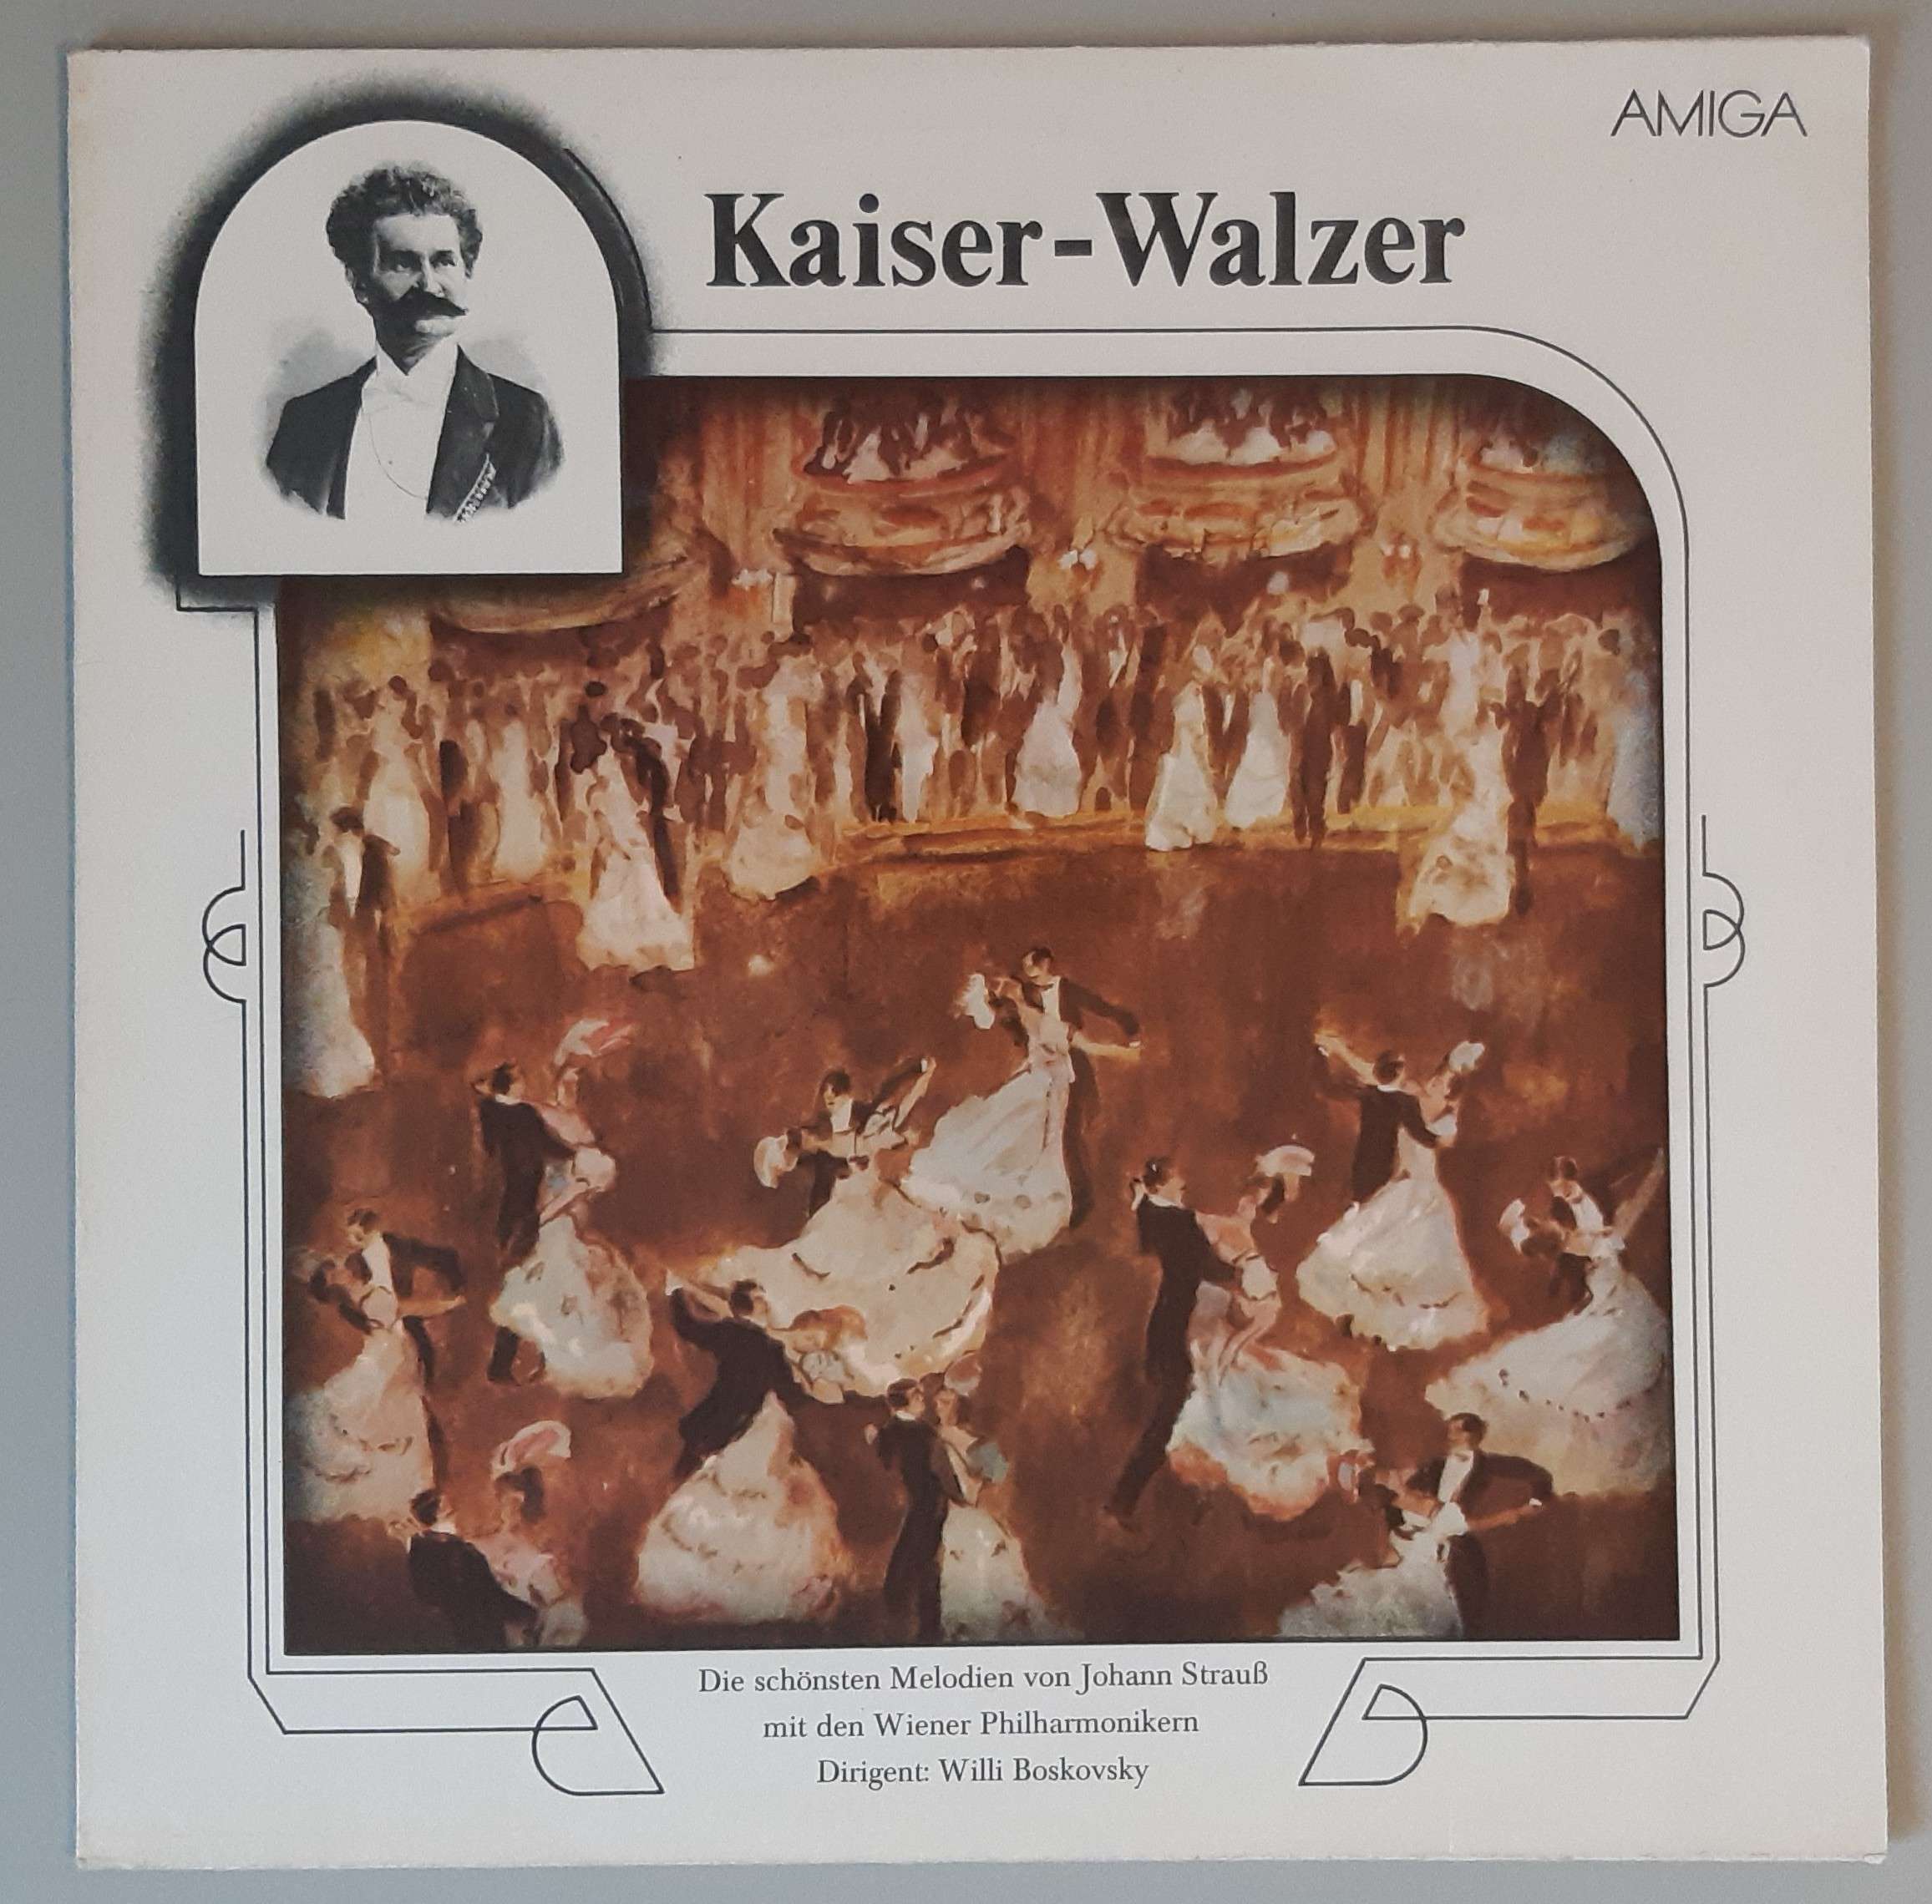 AMIGA
Kaiser-Walzer
Die schönsten Melodien von Johann Strauß
mit den Wiener Philharmonikern
Dirigent: Willi Boskovsky